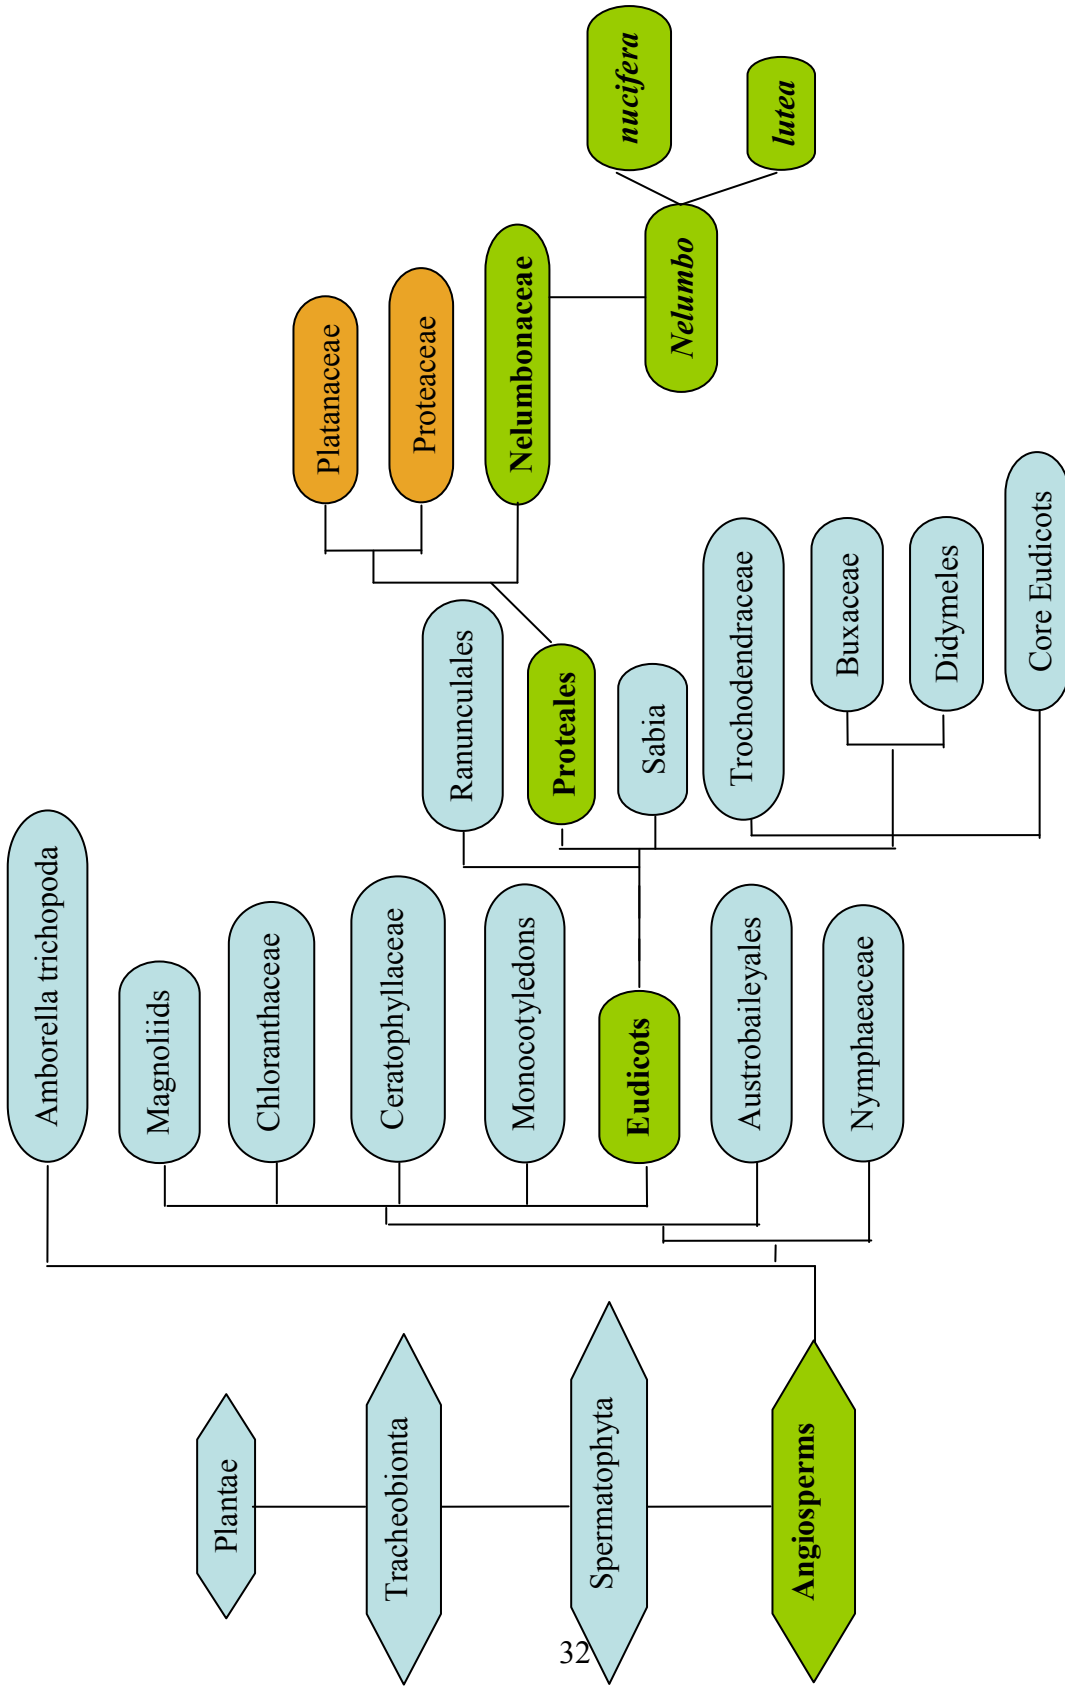 Plantae
Tracheobionta
Spermatophyta
Angiosperms
Amborella trichopoda
Magnoliids
Chloranthaceae
Ceratophyllaceae
Monocotyledons
Eudicots
Austrobaileyales
Nymphaeaceae
Ranunculales
Proteales
Sabia
Trochodendraceae
Buxaceae
Didymeles
Core Eudicots
Platanaceae
Proteaceae
Nelumbonaceae
Nelumbo
nucifera
lutea
32